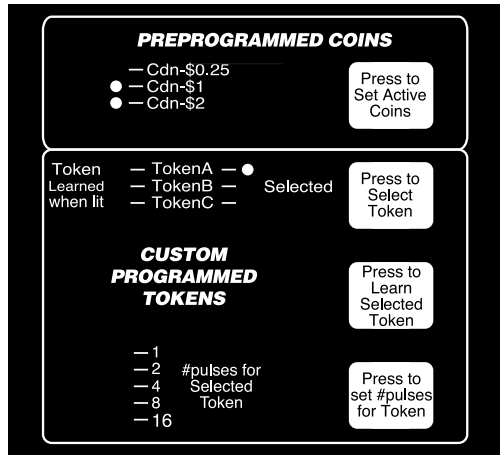 PREPROGRAMMED COINS
Cdn-$0.25
Cdn-$1
Cdn-$2
Press to
Set Active
Coins
Token
Learned
when lit
TokenA
TokenB
TokenC
Selected
Press to
Select
Token
CUSTOM
PROGRAMMED
TOKENS
Press to
Learn
Selected
Token
1
2
4
8
16
#pulses for
Selected
Token
Press to
set #pulses
for Token